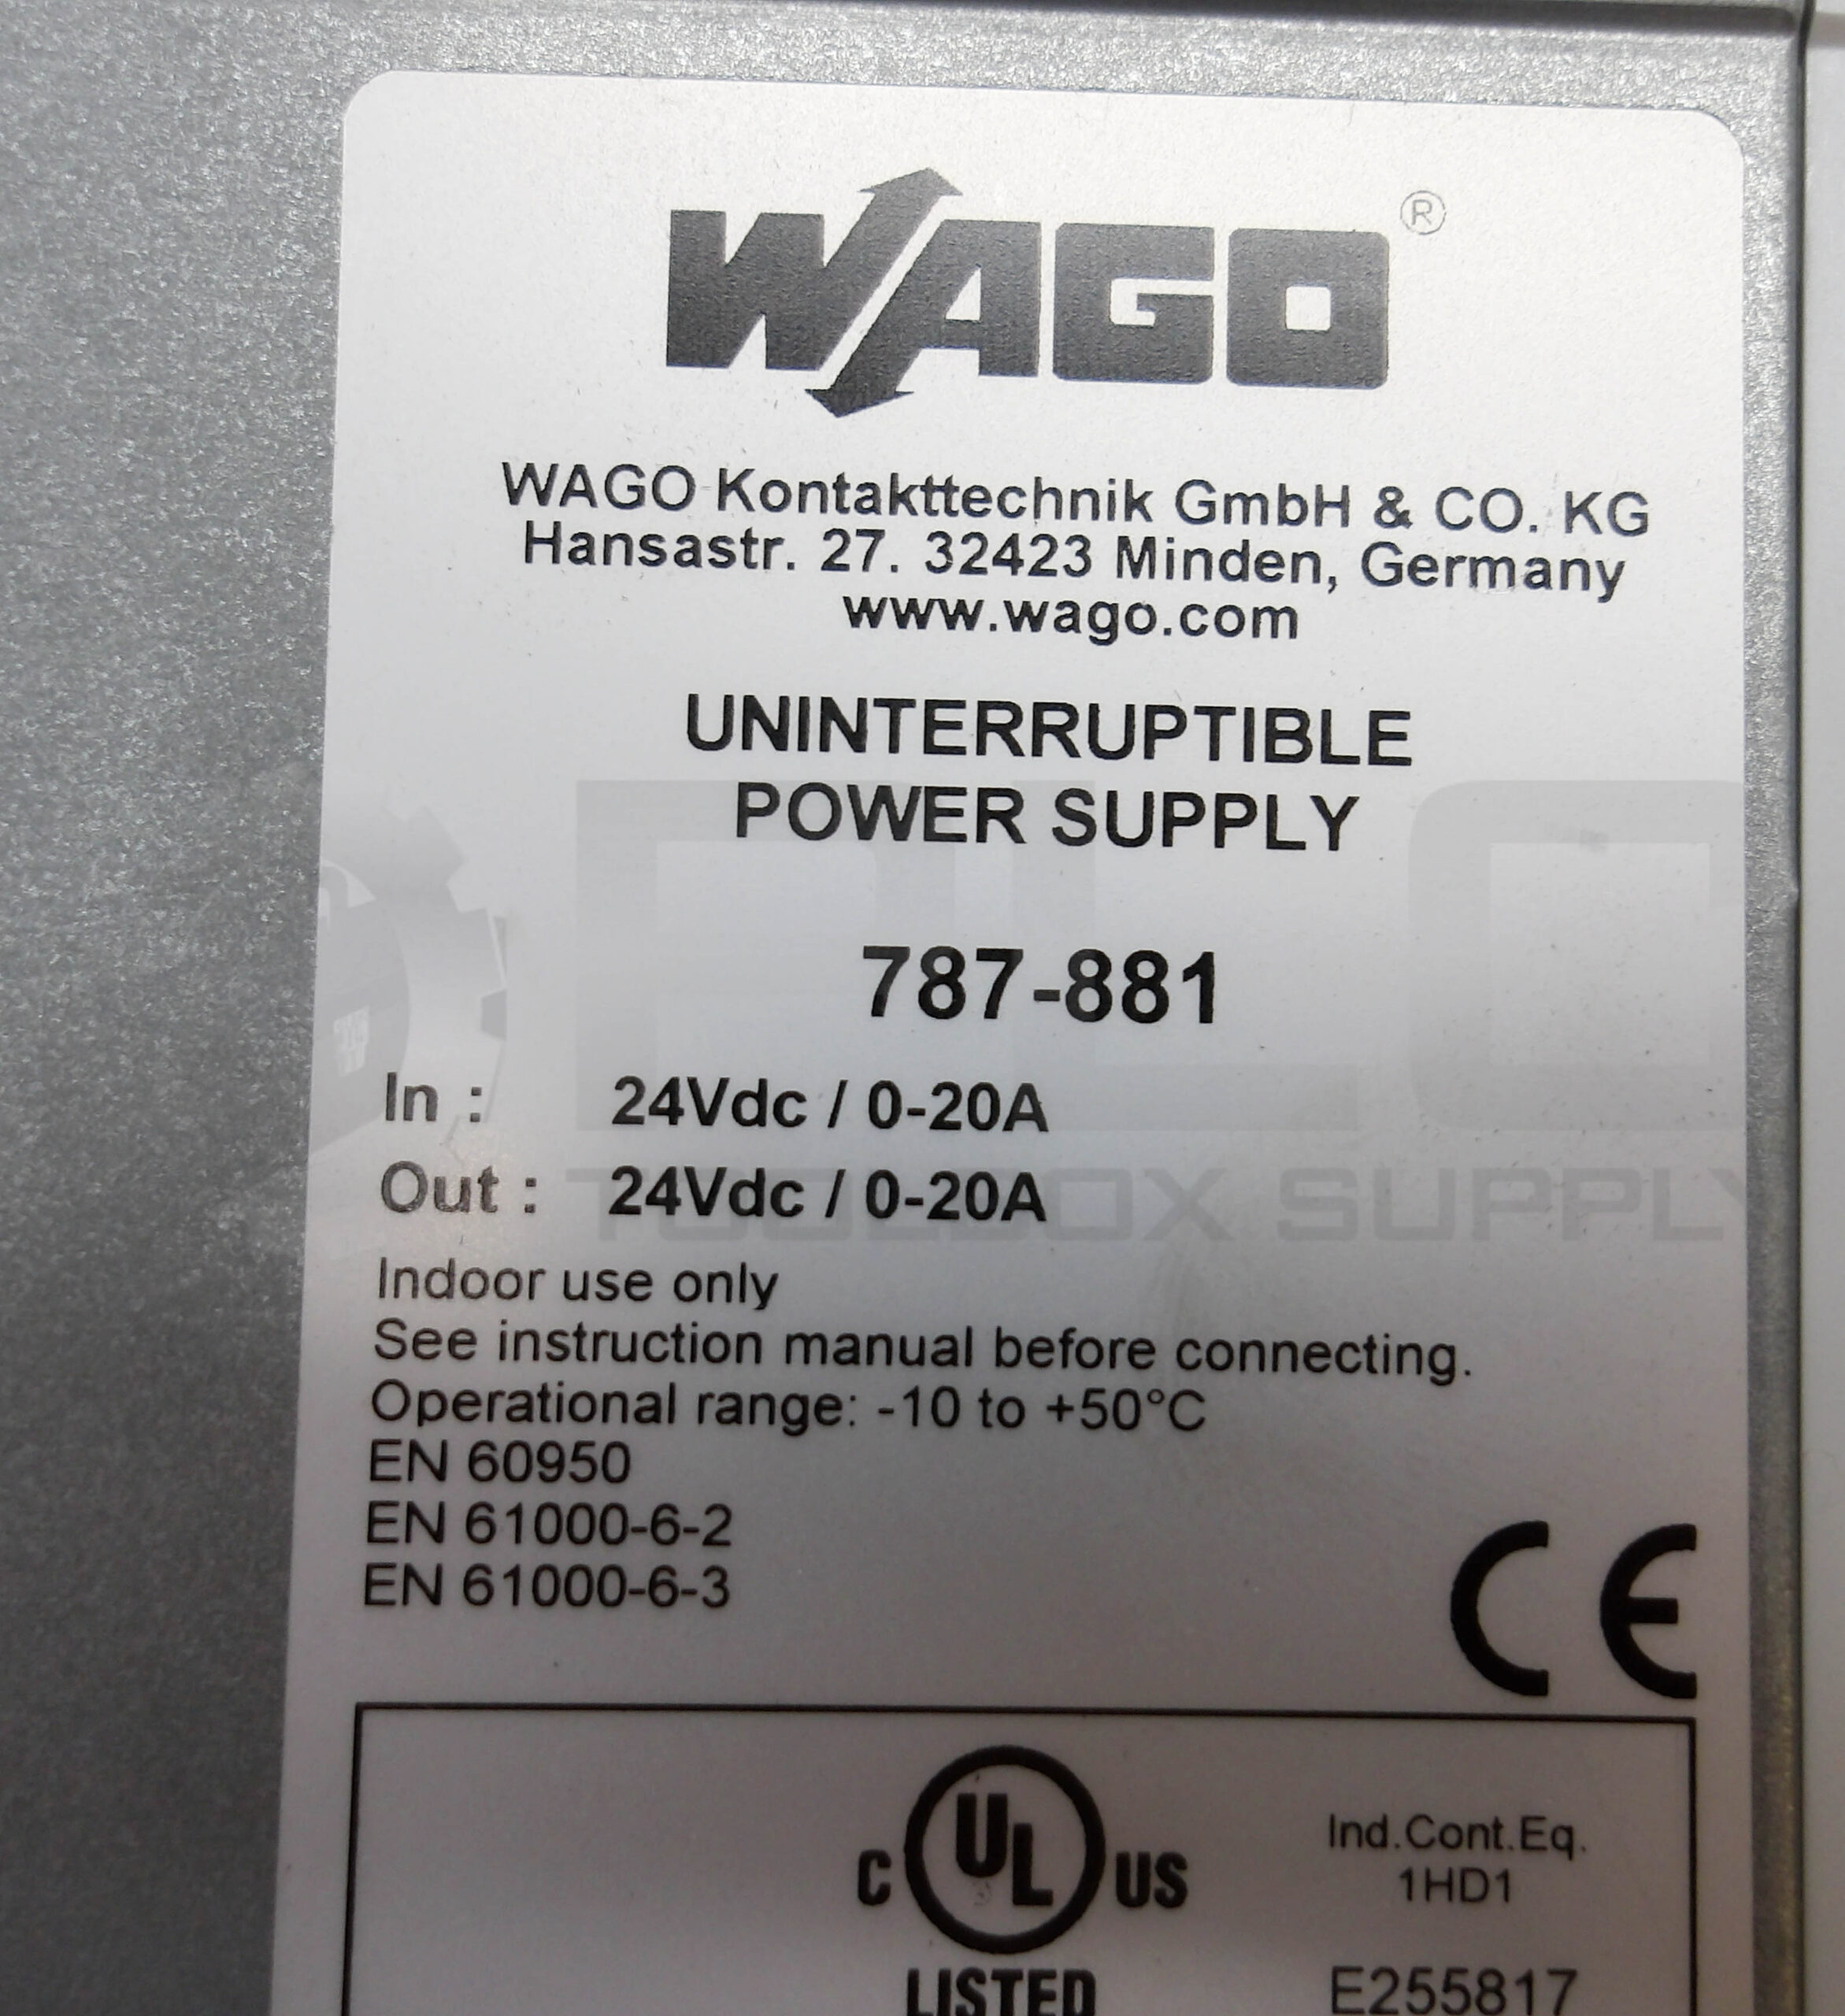 WAGO®
WAGO Kontakttechnik GmbH & CO. KG
Hansastr. 27. 32423 Minden, Germany
www.wago.com
UNINTERRUPTIBLE
POWER SUPPLY
787-881
In : 24Vdc / 0-20A
Out : 24Vdc / 0-20A
Indoor use only
See instruction manual before connecting.
Operational range: -10 to +50°C
EN 60950
EN 61000-6-2
EN 61000-6-3
CE
C UL US
LISTED
Ind.Cont.Eq.
1HD1
E255817
PLC
TOOLBOX SUPPLY